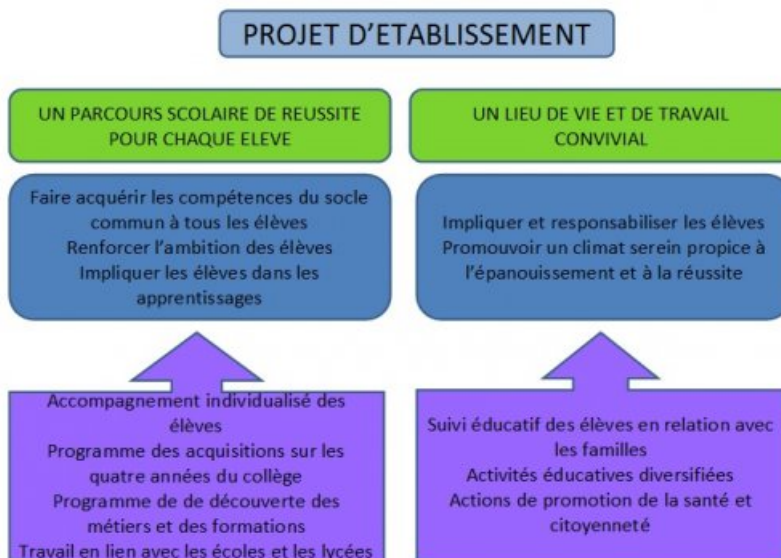 PROJET D'ETABLISSEMENT
UN PARCOURS SCOLAIRE DE REUSSITE
POUR CHAQUE ELEVE
Faire acquérir les compétences du socle
commun à tous les élèves
Renforcer l'ambition des élèves
Impliquer les élèves dans les
apprentissages
Accompagnement individualisé des
élèves
Programme des acquisitions sur les
quatre années du collège
Programme de de découverte des
métiers et des formations
Travail en lien avec les écoles et les lycées
UN LIEU DE VIE ET DE TRAVAIL
CONVIVIAL
Impliquer et responsabiliser les élèves
Promouvoir un climat serein propice à
l'épanouissement et à la réussite
Suivi éducatif des élèves en relation avec
les familles
Activités éducatives diversifiées
Actions de promotion de la santé et
citoyenneté